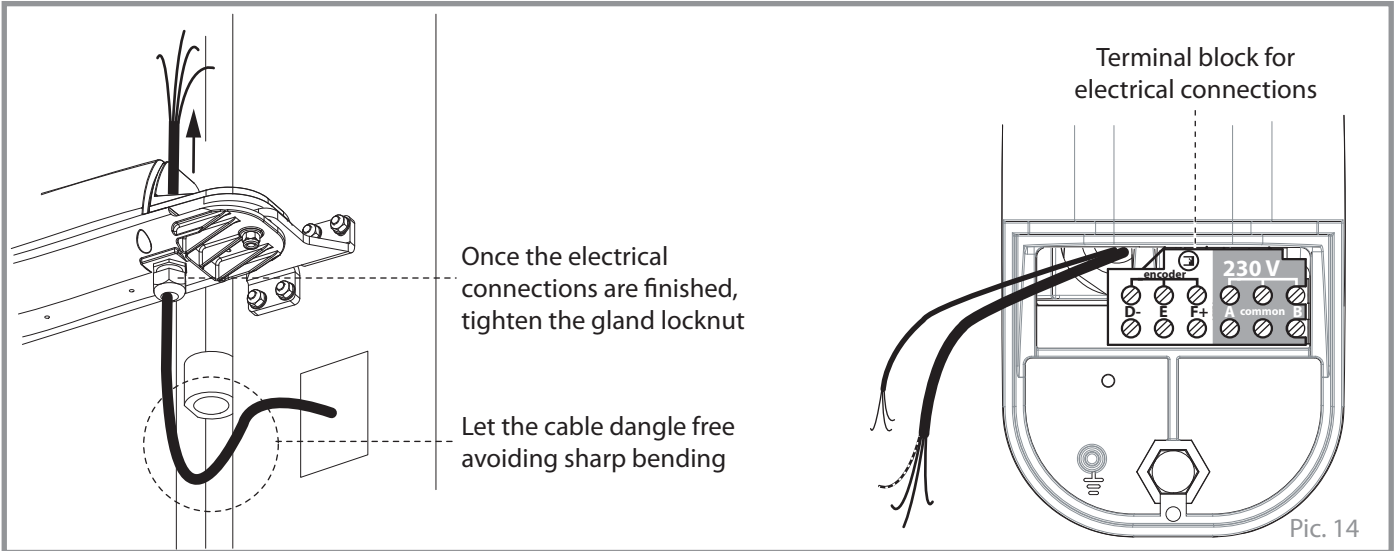 Once the electrical
connections are finished,
tighten the gland locknut
Let the cable dangle free
avoiding sharp bending
Terminal block for
electrical connections
encoder
230 V
D- E F+ A common B
Pic. 14